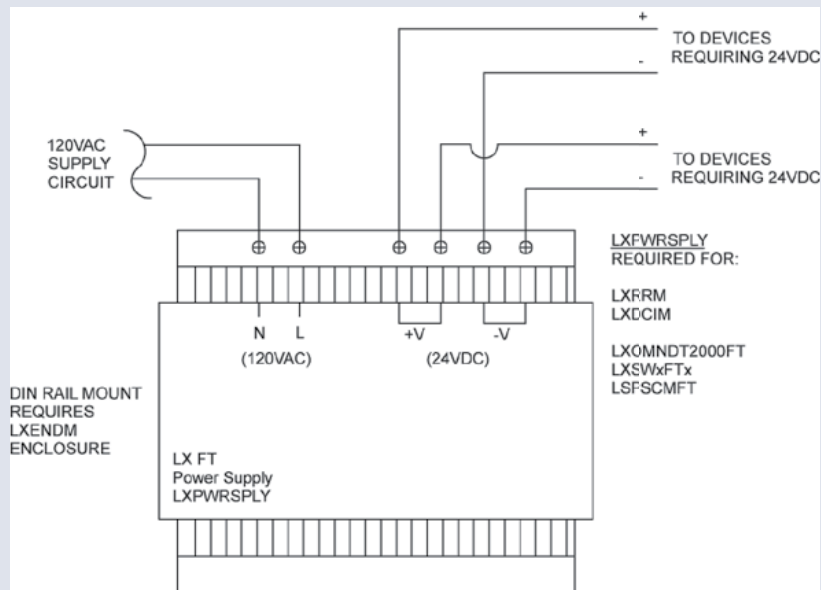 +
TO DEVICES
REQUIRING 24VDC
-
+
TO DEVICES
REQUIRING 24VDC
-
120VAC
SUPPLY
CIRCUIT
LXPWRSPLY
REQUIRED FOR:
LXRRM
LXDCIM
LXOMNDT2000FT
LXSWxFTx
LSPSCMFT
N
L
+V
-V
(120VAC)
(24VDC)
DIN RAIL MOUNT
REQUIRES
LXENDM
ENCLOSURE
LX FT
Power Supply
LXPWRSPLY